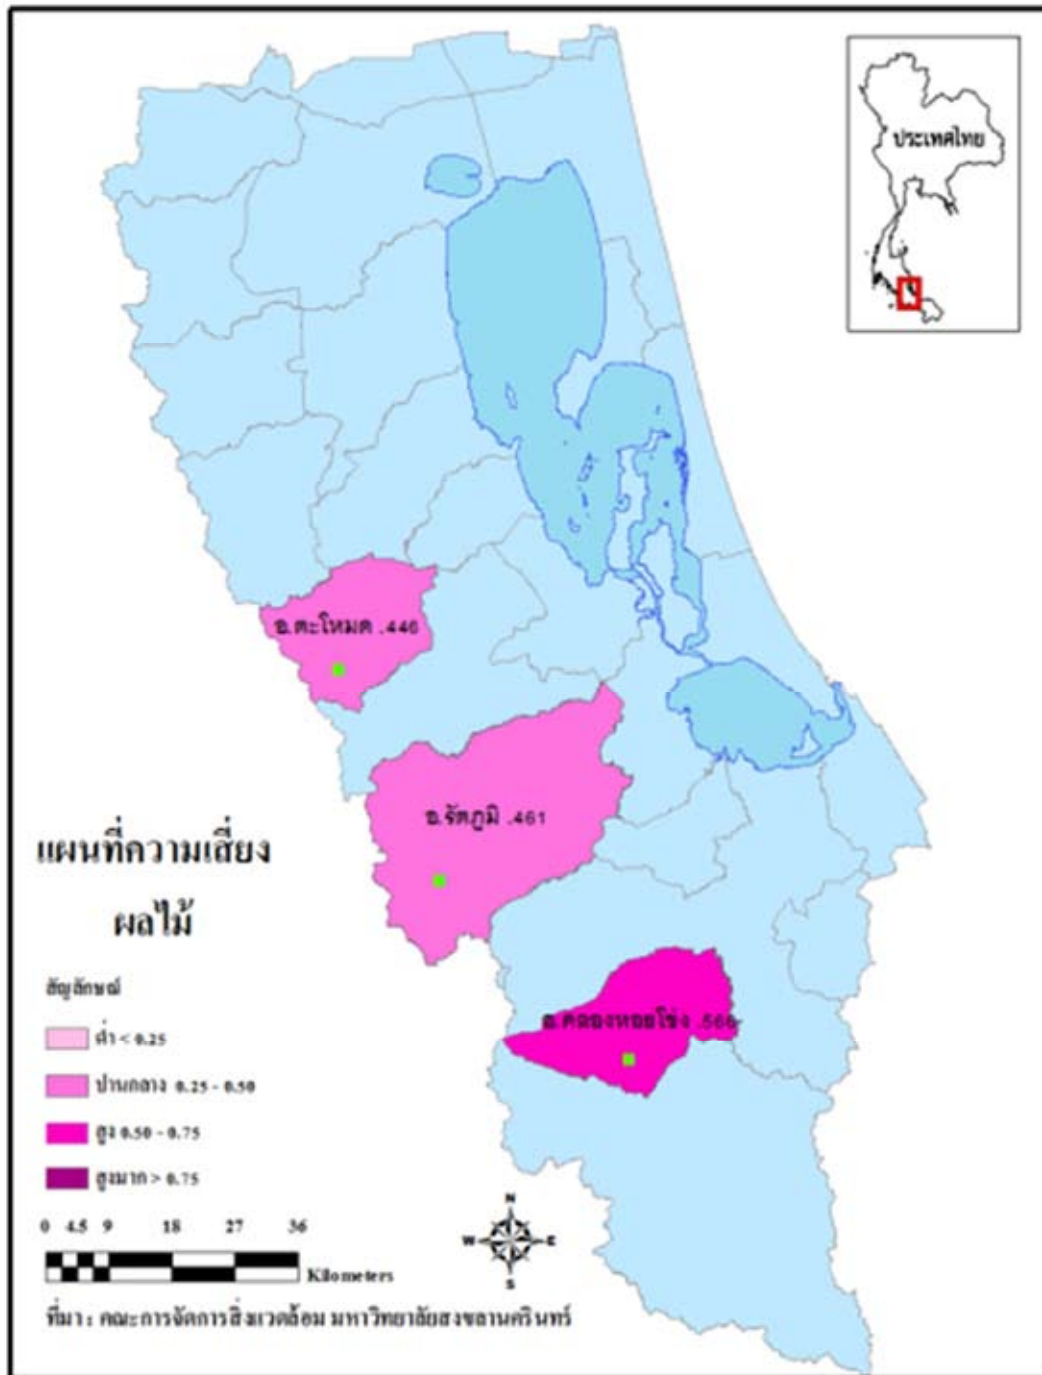 ประเทศไทย
อ.ตะโหมด .446
อ.รัตภูมิ .461
อ.คลองหอยโข่ง .566
แผนที่ความเสี่ยง
ผลไม้
สัญลักษณ์
ต่ำ < 0.25
ปานกลาง 0.25 - 0.50
สูง 0.50 - 0.75
สูงมาก > 0.75
0 4.5 9 18 27 36
Kilometers
N
W E
S
ที่มา : คณะการจัดการสิ่งแวดล้อม มหาวิทยาลัยสงขลานครินทร์